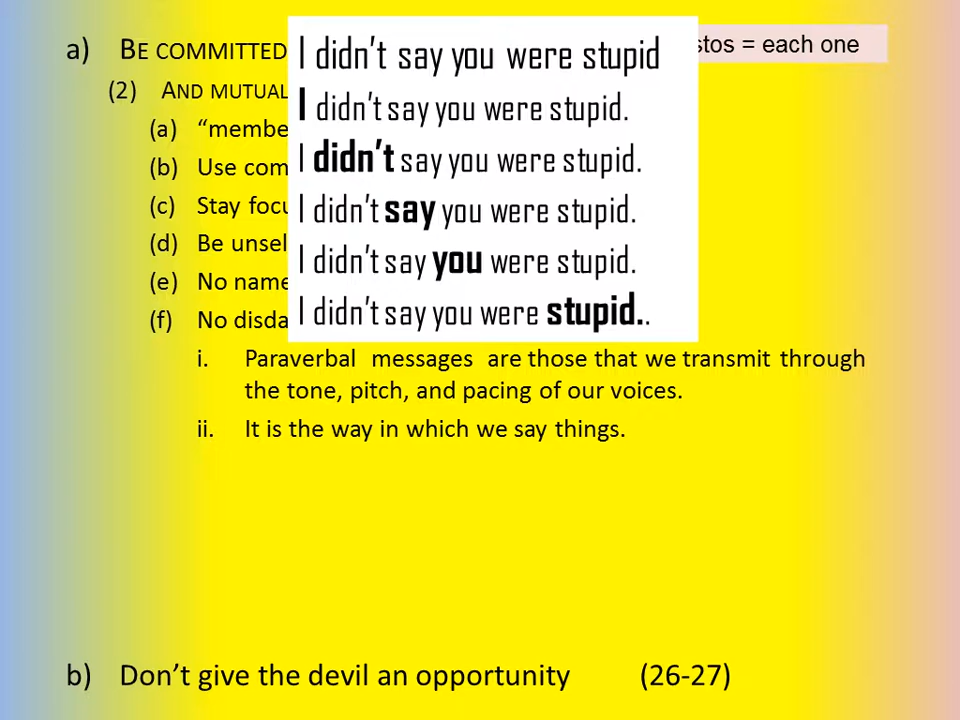 a) BE COMMITTED
stos = each one
(2) AND MUTUAL
(a) “membe
(b) Use com
(c) Stay focu
(d) Be unsel
(e) No name
(f) No disda
I didn’t say you were stupid
I didn’t say you were stupid.
I didn’t say you were stupid.
I didn’t say you were stupid.
I didn’t say you were stupid.
I didn’t say you were stupid..
i. Paraverbal messages are those that we transmit through
the tone, pitch, and pacing of our voices.
ii. It is the way in which we say things.
b) Don’t give the devil an opportunity (26-27)